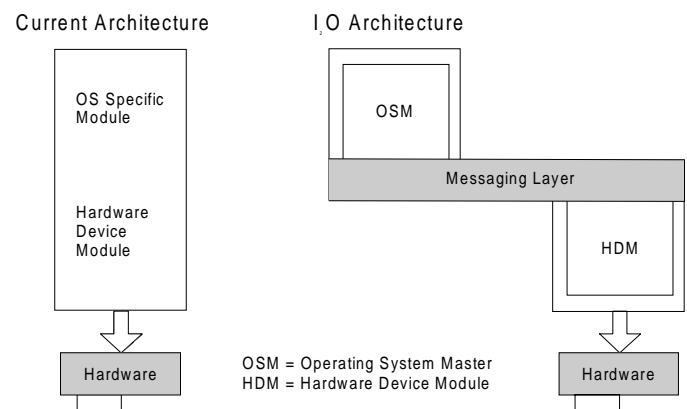 Current Architecture
I₂O Architecture
OS Specific
Module
OSM
Messaging Layer
Hardware
Device
Module
HDM
Hardware
OSM = Operating System Master
HDM = Hardware Device Module
Hardware